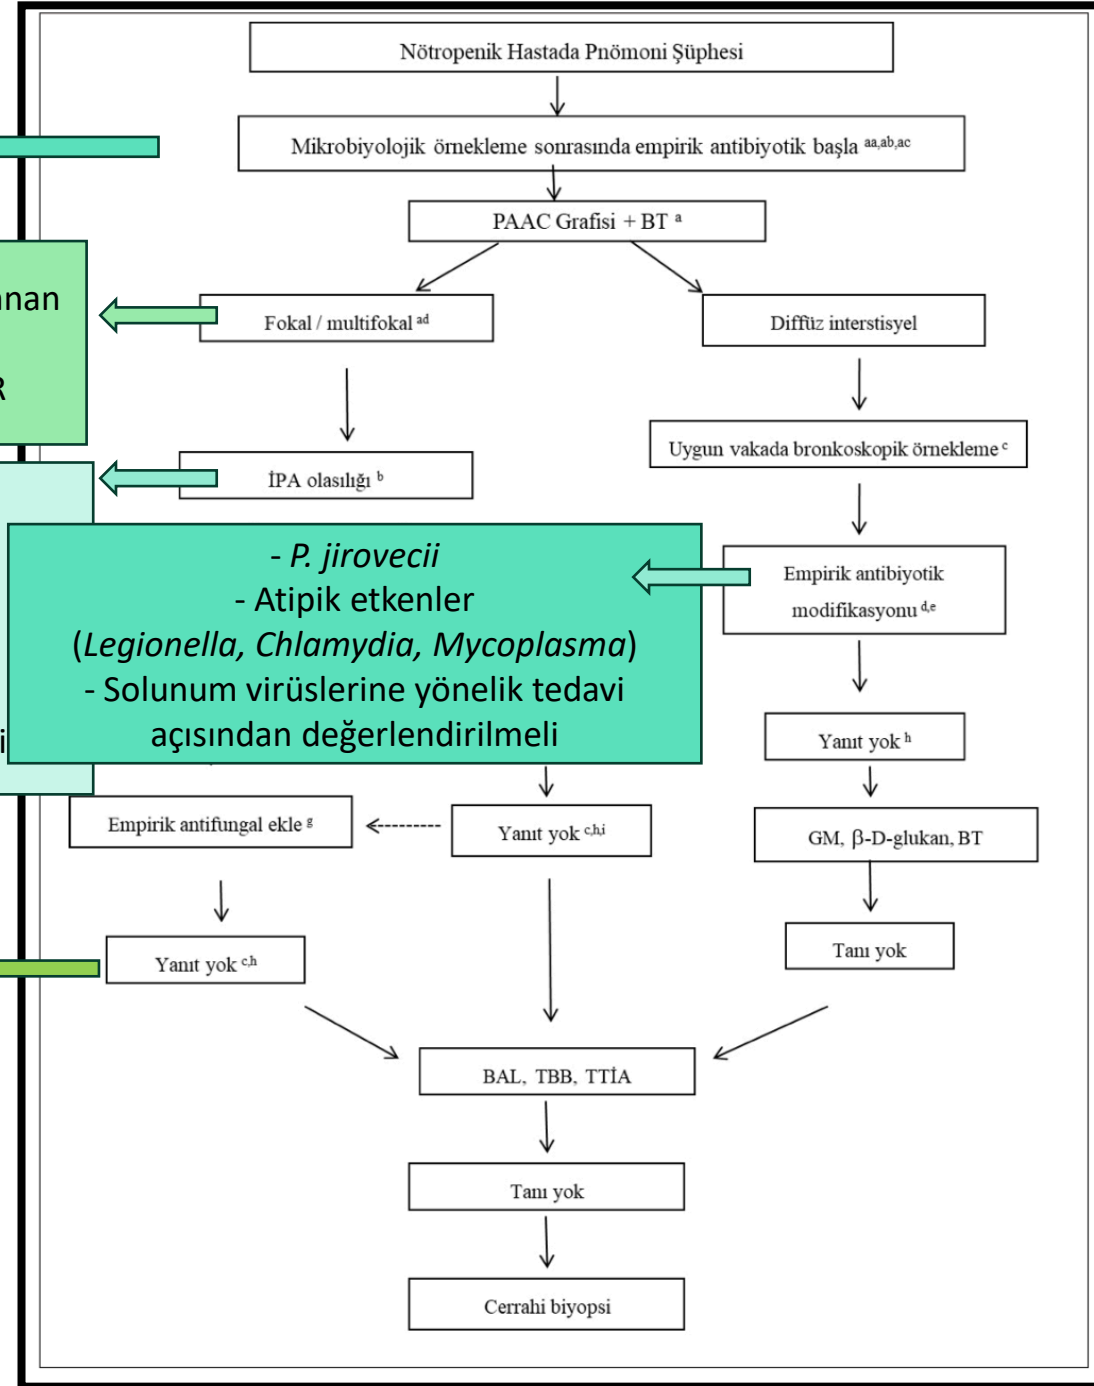 Nötropenik Hastada Pnömoni Şüphesi
Mikrobiyolojik örnekleme sonrasında empirik antibiyotik başla aa,ab,ac
PAAC Grafisi + BT a
Fokal / multifokal ad
Diffüz interstisyel
İPA olasılığı b
Uygun vakada bronkoskopik örnekleme c
- P. jirovecii
- Atipik etkenler
(Legionella, Chlamydia, Mycoplasma)
- Solunum virüslerine yönelik tedavi
açısından değerlendirilmeli
Empirik antibiyotik
modifikasyonu d,e
Yanıt yok h
Empirik antifungal ekle g
Yanıt yok c,h,i
GM, β-D-glukan, BT
Yanıt yok c,h
Tanı yok
BAL, TBB, TTİA
Tanı yok
Cerrahi biyopsi